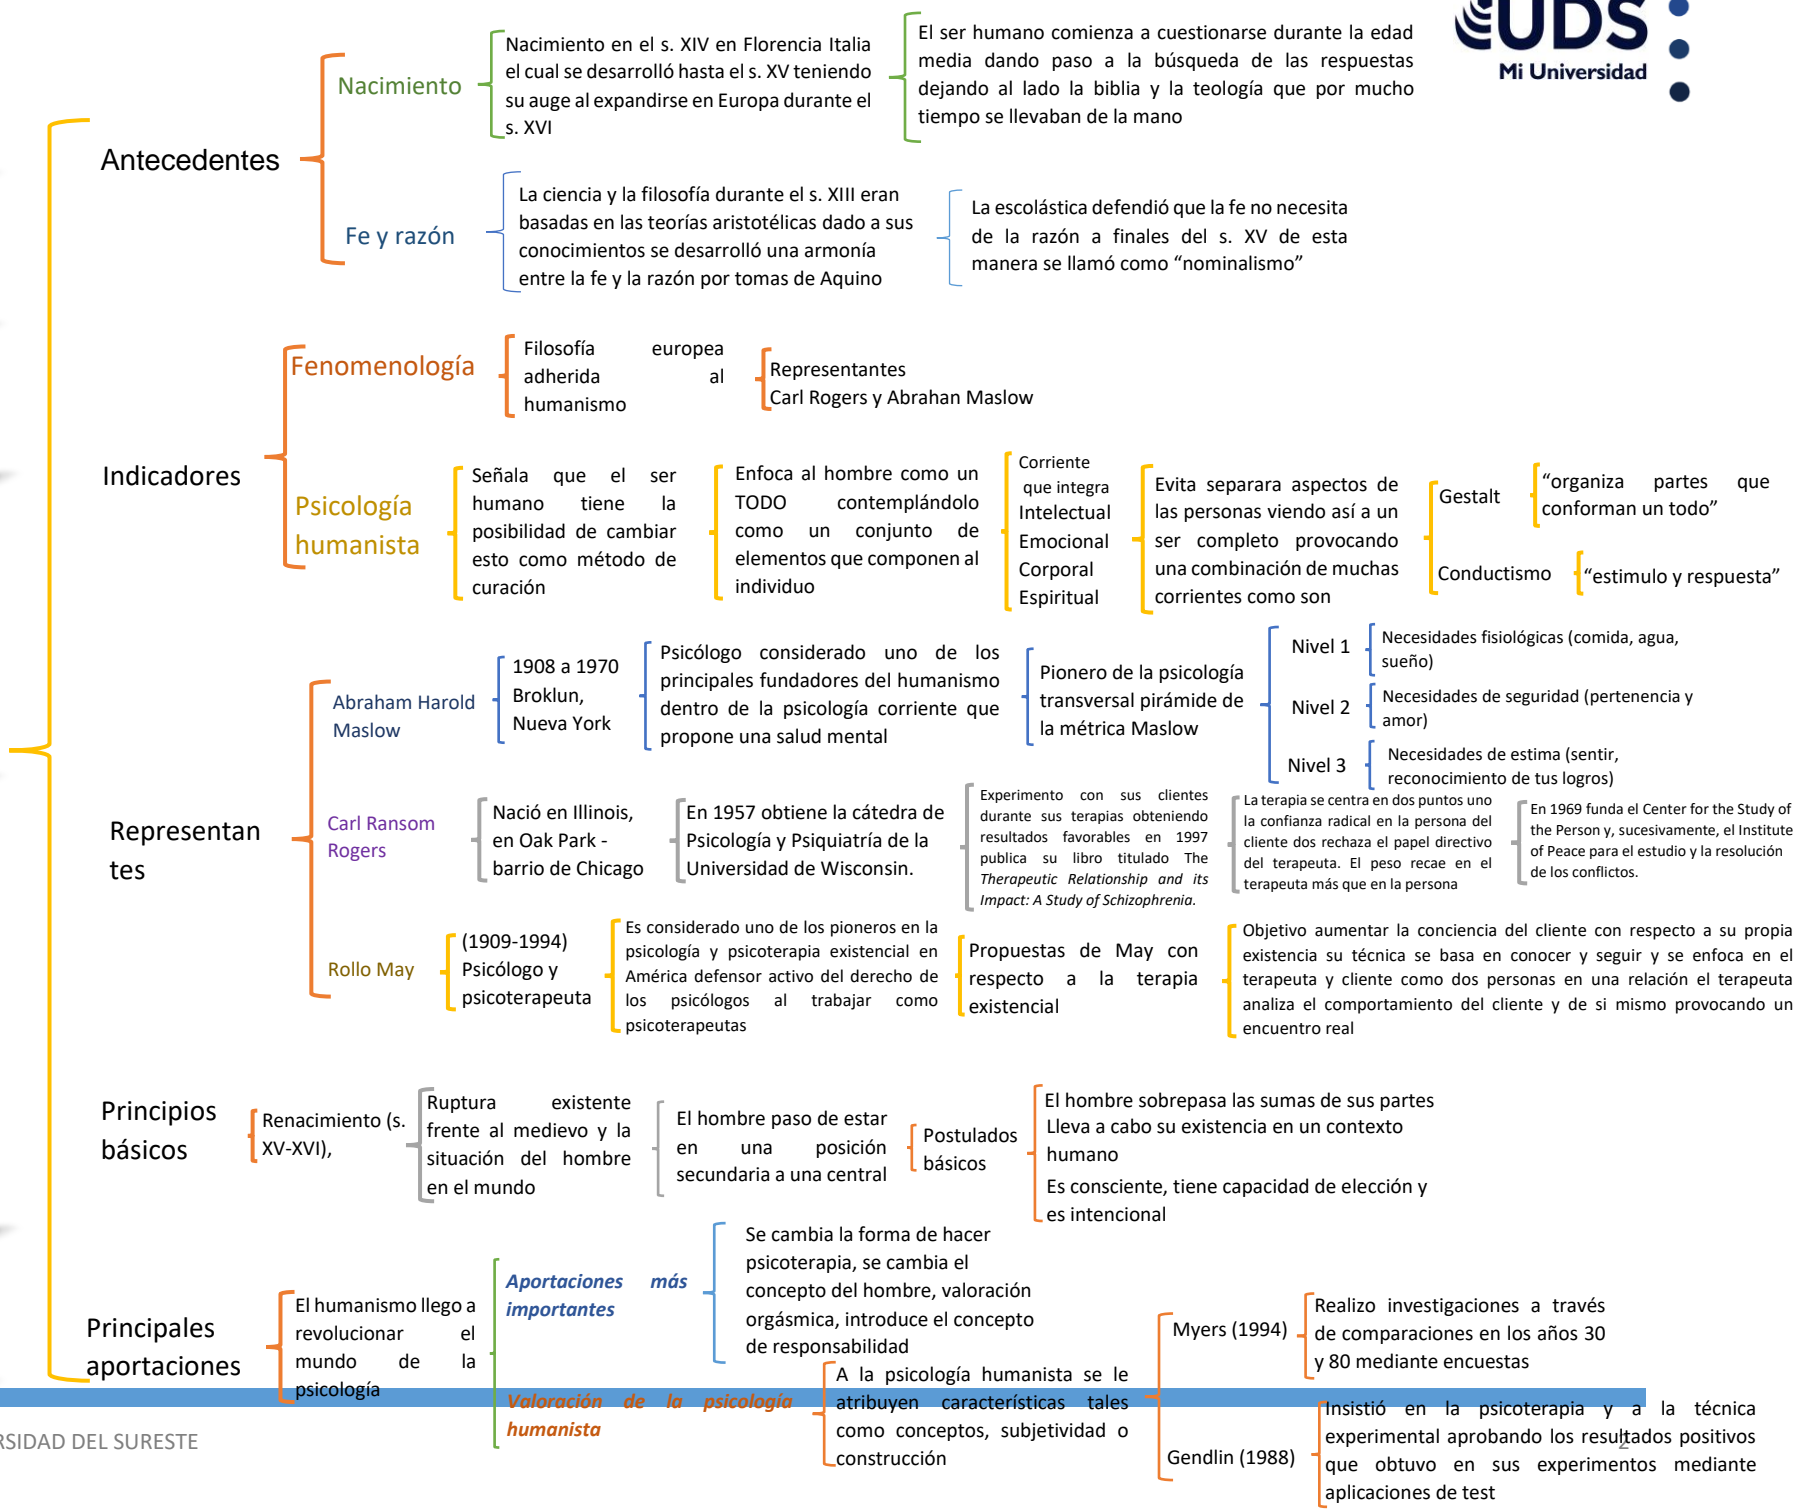 UDS
Mi Universidad
Antecedentes
Nacimiento
Nacimiento en el s. XIV en Florencia Italia
el cual se desarrolló hasta el s. XV teniendo
su auge al expandirse en Europa durante el
s. XVI
El ser humano comienza a cuestionarse durante la edad
media dando paso a la búsqueda de las respuestas
dejando al lado la biblia y la teología que por mucho
tiempo se llevaban de la mano
Fe y razón
La ciencia y la filosofía durante el s. XIII eran
basadas en las teorías aristotélicas dado a sus
conocimientos se desarrolló una armonía
entre la fe y la razón por tomas de Aquino
La escolástica defendió que la fe no necesita
de la razón a finales del s. XV de esta
manera se llamó como “nominalismo”
Indicadores
Fenomenología
Filosofía europea
adherida al
humanismo
Representantes
Carl Rogers y Abrahan Maslow
Psicología
humanista
Señala que el ser
humano tiene la
posibilidad de cambiar
esto como método de
curación
Enfoca al hombre como un
TODO contemplándolo
como un conjunto de
elementos que componen al
individuo
Corriente
que integra
Intelectual
Emocional
Corporal
Espiritual
Evita separara aspectos de
las personas viendo así a un
ser completo provocando
una combinación de muchas
corrientes como son
Gestalt
“organiza partes que
conforman un todo”
Conductismo
“estimulo y respuesta”
Representan
tes
Abraham Harold
Maslow
1908 a 1970
Broklun,
Nueva York
Psicólogo considerado uno de los
principales fundadores del humanismo
dentro de la psicología corriente que
propone una salud mental
Pionero de la psicología
transversal pirámide de
la métrica Maslow
Nivel 1
Necesidades fisiológicas (comida, agua,
sueño)
Nivel 2
Necesidades de seguridad (pertenencia y
amor)
Nivel 3
Necesidades de estima (sentir,
reconocimiento de tus logros)
Carl Ransom
Rogers
Nació en Illinois,
en Oak Park -
barrio de Chicago
En 1957 obtiene la cátedra de
Psicología y Psiquiatría de la
Universidad de Wisconsin.
Experimento con sus clientes
durante sus terapias obteniendo
resultados favorables en 1997
publica su libro titulado The
Therapeutic Relationship and its
Impact: A Study of Schizophrenia.
La terapia se centra en dos puntos uno
la confianza radical en la persona del
cliente dos rechaza el papel directivo
del terapeuta. El peso recae en el
terapeuta más que en la persona
En 1969 funda el Center for the Study of
the Person y, sucesivamente, el Institute
of Peace para el estudio y la resolución
de los conflictos.
Rollo May
(1909-1994)
Psicólogo y
psicoterapeuta
Es considerado uno de los pioneros en la
psicología y psicoterapia existencial en
América defensor activo del derecho de
los psicólogos al trabajar como
psicoterapeutas
Propuestas de May con
respecto a la terapia
existencial
Objetivo aumentar la conciencia del cliente con respecto a su propia
existencia su técnica se basa en conocer y seguir y se enfoca en el
terapeuta y cliente como dos personas en una relación el terapeuta
analiza el comportamiento del cliente y de si mismo provocando un
encuentro real
Principios
básicos
Renacimiento (s.
XV-XVI),
Ruptura existente
frente al medievo y la
situación del hombre
en el mundo
El hombre paso de estar
en una posición
secundaria a una central
Postulados
básicos
El hombre sobrepasa las sumas de sus partes
Lleva a cabo su existencia en un contexto
humano
Es consciente, tiene capacidad de elección y
es intencional
Principales
aportaciones
El humanismo llego a
revolucionar el
mundo de la
psicología
Aportaciones más
importantes
Se cambia la forma de hacer
psicoterapia, se cambia el
concepto del hombre, valoración
orgásmica, introduce el concepto
de responsabilidad
Valoración de la psicología
humanista
A la psicología humanista se le
atribuyen características tales
como conceptos, subjetividad o
construcción
Myers (1994)
Realizo investigaciones a través
de comparaciones en los años 30
y 80 mediante encuestas
Gendlin (1988)
Insistió en la psicoterapia y a la técnica
experimental aprobando los resultados positivos
que obtuvo en sus experimentos mediante
aplicaciones de test
RSIDAD DEL SURESTE
2